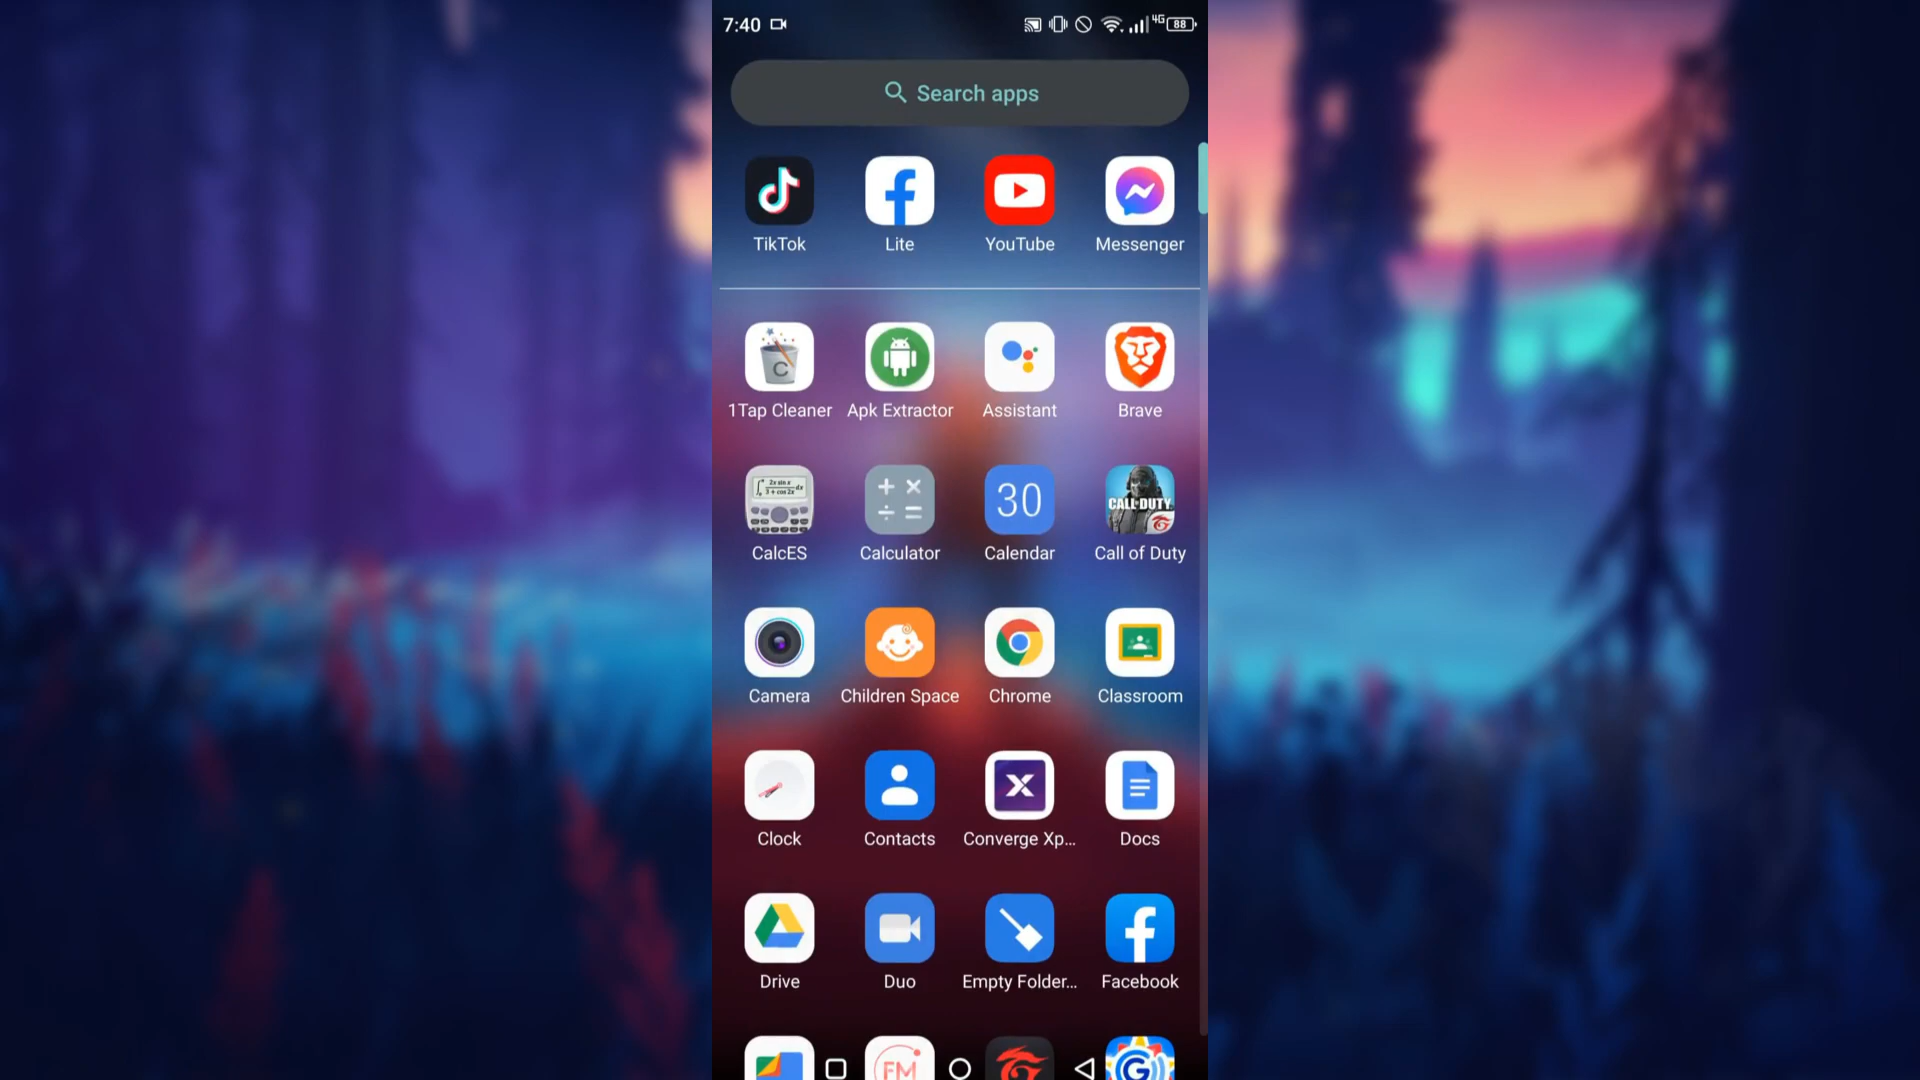 7:40 4G 88
Search apps
TikTok Lite YouTube Messenger
C
1Tap Cleaner Apk Extractor Assistant Brave
30 CALL DUTY
CalcES Calculator Calendar Call of Duty
Camera Children Space Chrome Classroom
Clock Contacts Converge Xp... Docs
Drive Duo Empty Folder... Facebook
FM G